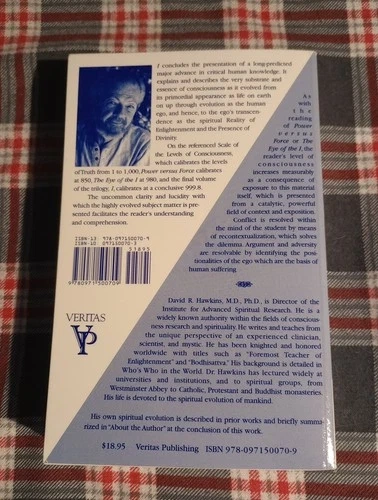 I concludes the presentation of a long-predicted
major advance in critical human knowledge. It
explains and describes the very substance and
essence of consciousness as it evolved from
its primordial appearance as life on earth
on up through evolution as the human
ego, and hence, to the ego's transcen-
dence as the spiritual Reality of
Enlightenment and the Presence of
Divinity.
On the referenced Scale of
the Levels of Consciousness,
which calibrates the levels
of Truth from 1 to 1,000, Power versus Force calibrates
at 850, The Eye of the I at 980, and the final volume
of the trilogy, I, calibrates at a conclusive 999.8.
The uncommon clarity and lucidity with
which the highly evolved subject matter is pre-
sented facilitates the reader's understanding
and comprehension.
As
with
the
reading
of Power
versus
Force or The
Eye of the I, the
reader's level of
consciousness
increases measurably
as a consequence of
exposure to this material
itself, which is presented
from a catalytic, powerful
field of context and exposition.
Conflict is resolved within
the mind of the student by means
of recontextualization, which solves
the dilemma. Argument and adversity
are resolvable by identifying the posi-
tionalities of the ego which are the basis of
human suffering.
ISBN-13: 978-0971500709
ISBN-10: 0971500703
51895
9 780971 500709
VERITAS
VP
David R. Hawkins, M.D., Ph.D., is Director of the
Institute for Advanced Spiritual Research. He is a
widely known authority within the fields of conscious-
ness research and spirituality. He writes and teaches from
the unique perspective of an experienced clinician,
scientist, and mystic. He has been knighted and honored
worldwide with titles such as "Foremost Teacher of
Enlightenment" and "Bodhisattva." His background is detailed in
Who's Who in the World. Dr. Hawkins has lectured widely at
universities and institutions, and to spiritual groups, from
Westminster Abbey to Catholic, Protestant and Buddhist monasteries.
His life is devoted to the spiritual evolution of mankind.
His own spiritual evolution is described in prior works and briefly summa-
rized in "About the Author" at the conclusion of this work.
$18.95 Veritas Publishing ISBN 978-097150070-9